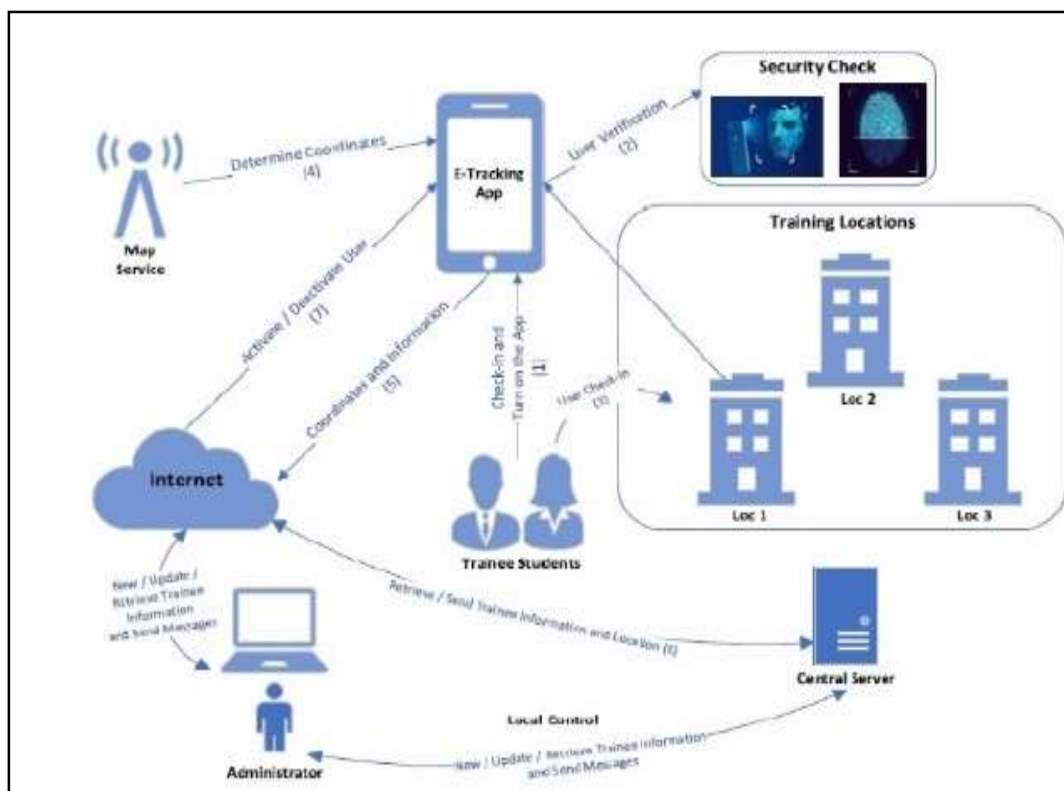 Security Check
User Verification
(2)
Determine Coordinates
(4)
E-Tracking
App
Map
Service
Training Locations
Loc 2
Loc 1
Loc 3
Activate / Deactivate User
(7)
Coordinates and Information
(5)
Check-in and
Turn on the App
(1)
User Check-in
(3)
Internet
Trainee Students
New / Update /
Retrieve Trainee
Information
and Send Messages
Retrieve / Send Trainee Information and Location (6)
Central Server
Administrator
Local Control
New / Update / Retrieve Trainee Information
and Send Messages